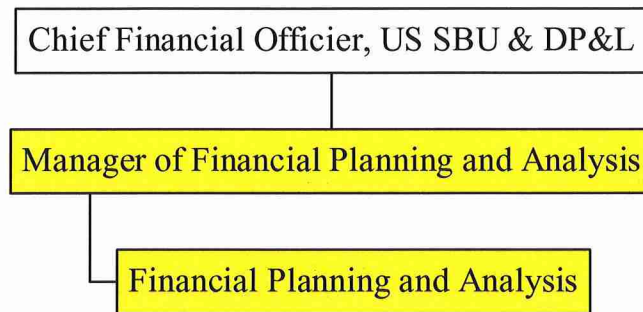 Chief Financial Officier, US SBU & DP&L
Manager of Financial Planning and Analysis
Financial Planning and Analysis